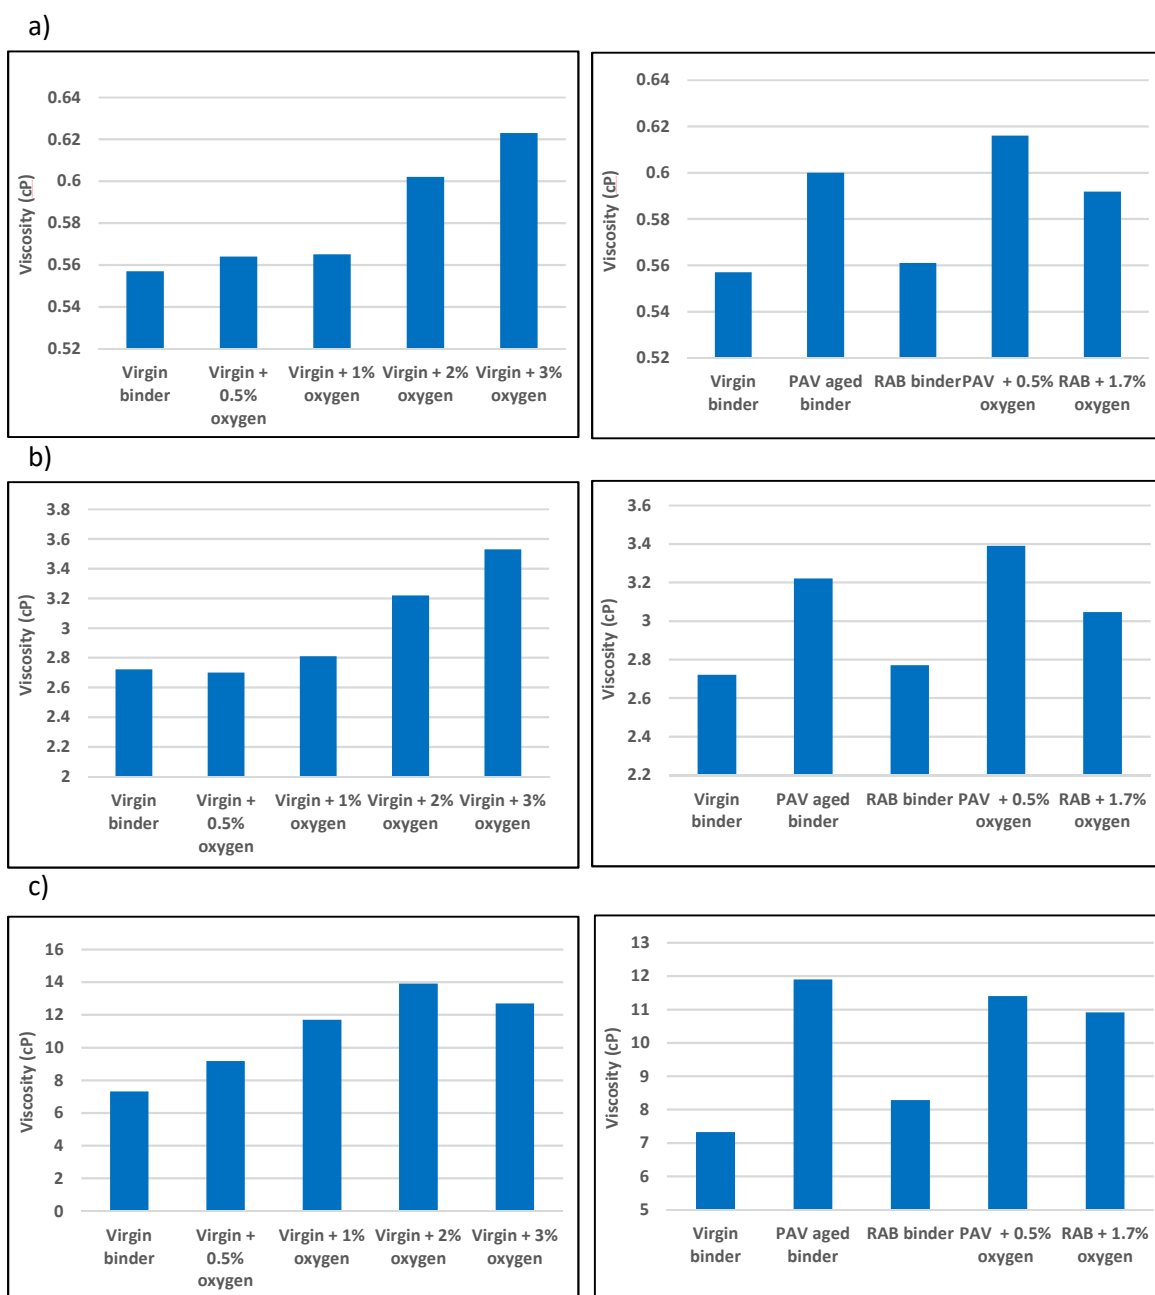 a)
Viscosity (cP)
0.64
0.62
0.6
0.58
0.56
0.54
0.52
Virgin binder
Virgin + 0.5% oxygen
Virgin + 1% oxygen
Virgin + 2% oxygen
Virgin + 3% oxygen
Viscosity (cP)
0.64
0.62
0.6
0.58
0.56
0.54
0.52
Virgin binder
PAV aged binder
RAB binder
PAV + 0.5% oxygen
RAB + 1.7% oxygen
b)
Viscosity (cP)
3.8
3.6
3.4
3.2
3
2.8
2.6
2.4
2.2
2
Virgin binder
Virgin + 0.5% oxygen
Virgin + 1% oxygen
Virgin + 2% oxygen
Virgin + 3% oxygen
Viscosity (cP)
3.6
3.4
3.2
3
2.8
2.6
2.4
2.2
Virgin binder
PAV aged binder
RAB binder
PAV + 0.5% oxygen
RAB + 1.7% oxygen
c)
Viscosity (cP)
16
14
12
10
8
6
4
2
0
Virgin binder
Virgin + 0.5% oxygen
Virgin + 1% oxygen
Virgin + 2% oxygen
Virgin + 3% oxygen
Viscosity (cP)
13
12
11
10
9
8
7
6
5
Virgin binder
PAV aged binder
RAB binder
PAV + 0.5% oxygen
RAB + 1.7% oxygen